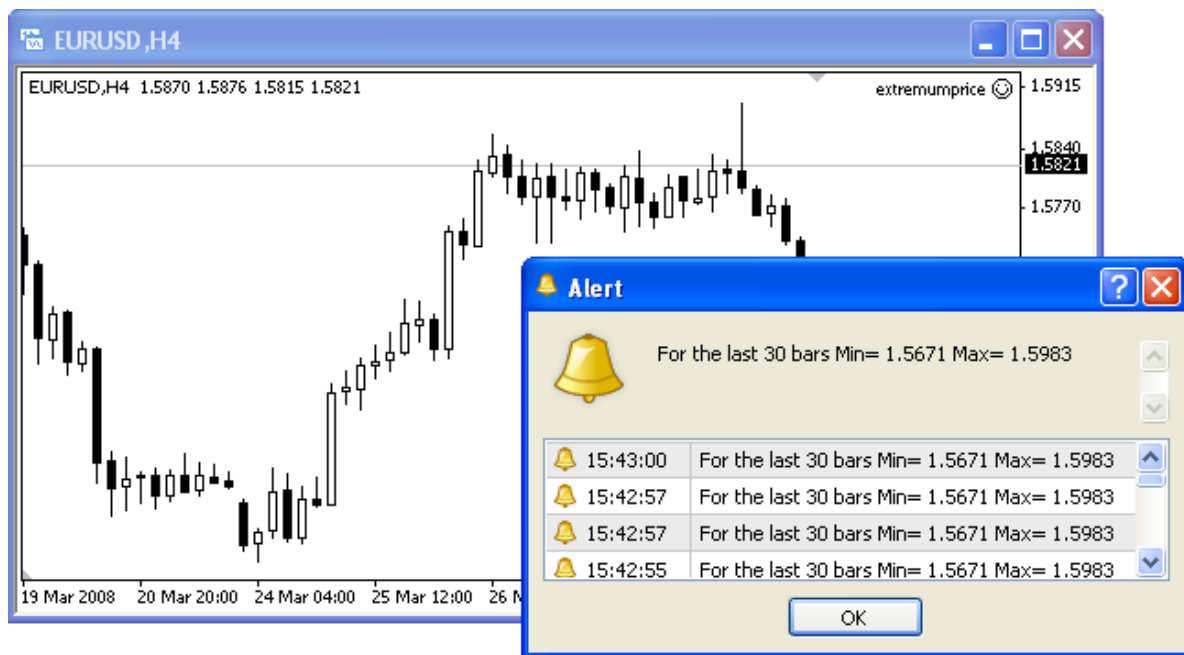 EURUSD,H4
EURUSD,H4 1.5870 1.5876 1.5815 1.5821
extremumprice
1.5915
1.5840
1.5821
1.5770
19 Mar 2008 20 Mar 20:00 24 Mar 04:00 25 Mar 12:00 26
Alert
For the last 30 bars Min= 1.5671 Max= 1.5983
15:43:00 For the last 30 bars Min= 1.5671 Max= 1.5983
15:42:57 For the last 30 bars Min= 1.5671 Max= 1.5983
15:42:57 For the last 30 bars Min= 1.5671 Max= 1.5983
15:42:55 For the last 30 bars Min= 1.5671 Max= 1.5983
OK